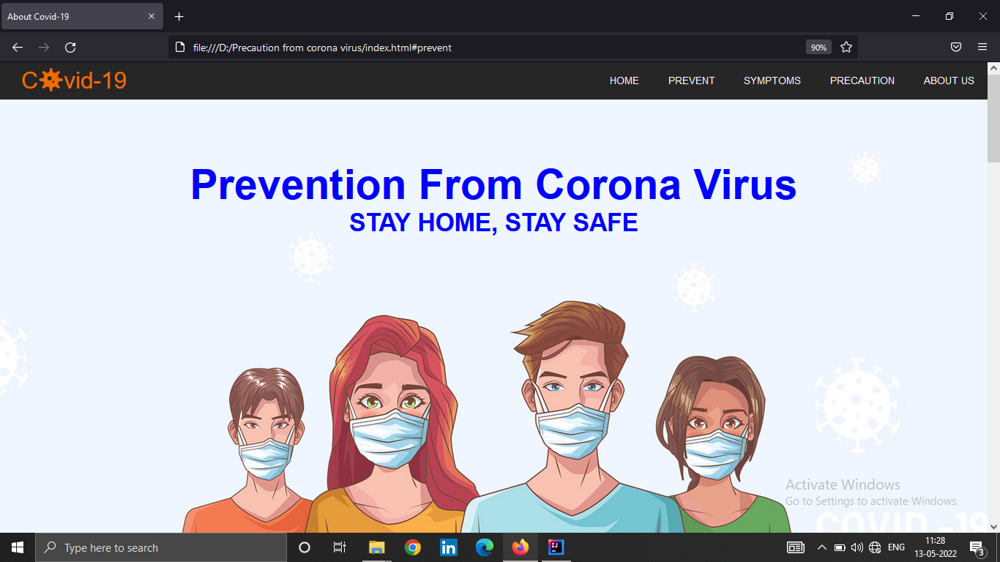 About Covid-19
file:///D:/Precaution from corona virus/index.html#prevent
90%
Covid-19
HOME PREVENT SYMPTOMS PRECAUTION ABOUT US
Prevention From Corona Virus
STAY HOME, STAY SAFE
Activate Windows
Go to Settings to activate Windows.
COVID -19
Type here to search
ENG
11:28
13-05-2022
3